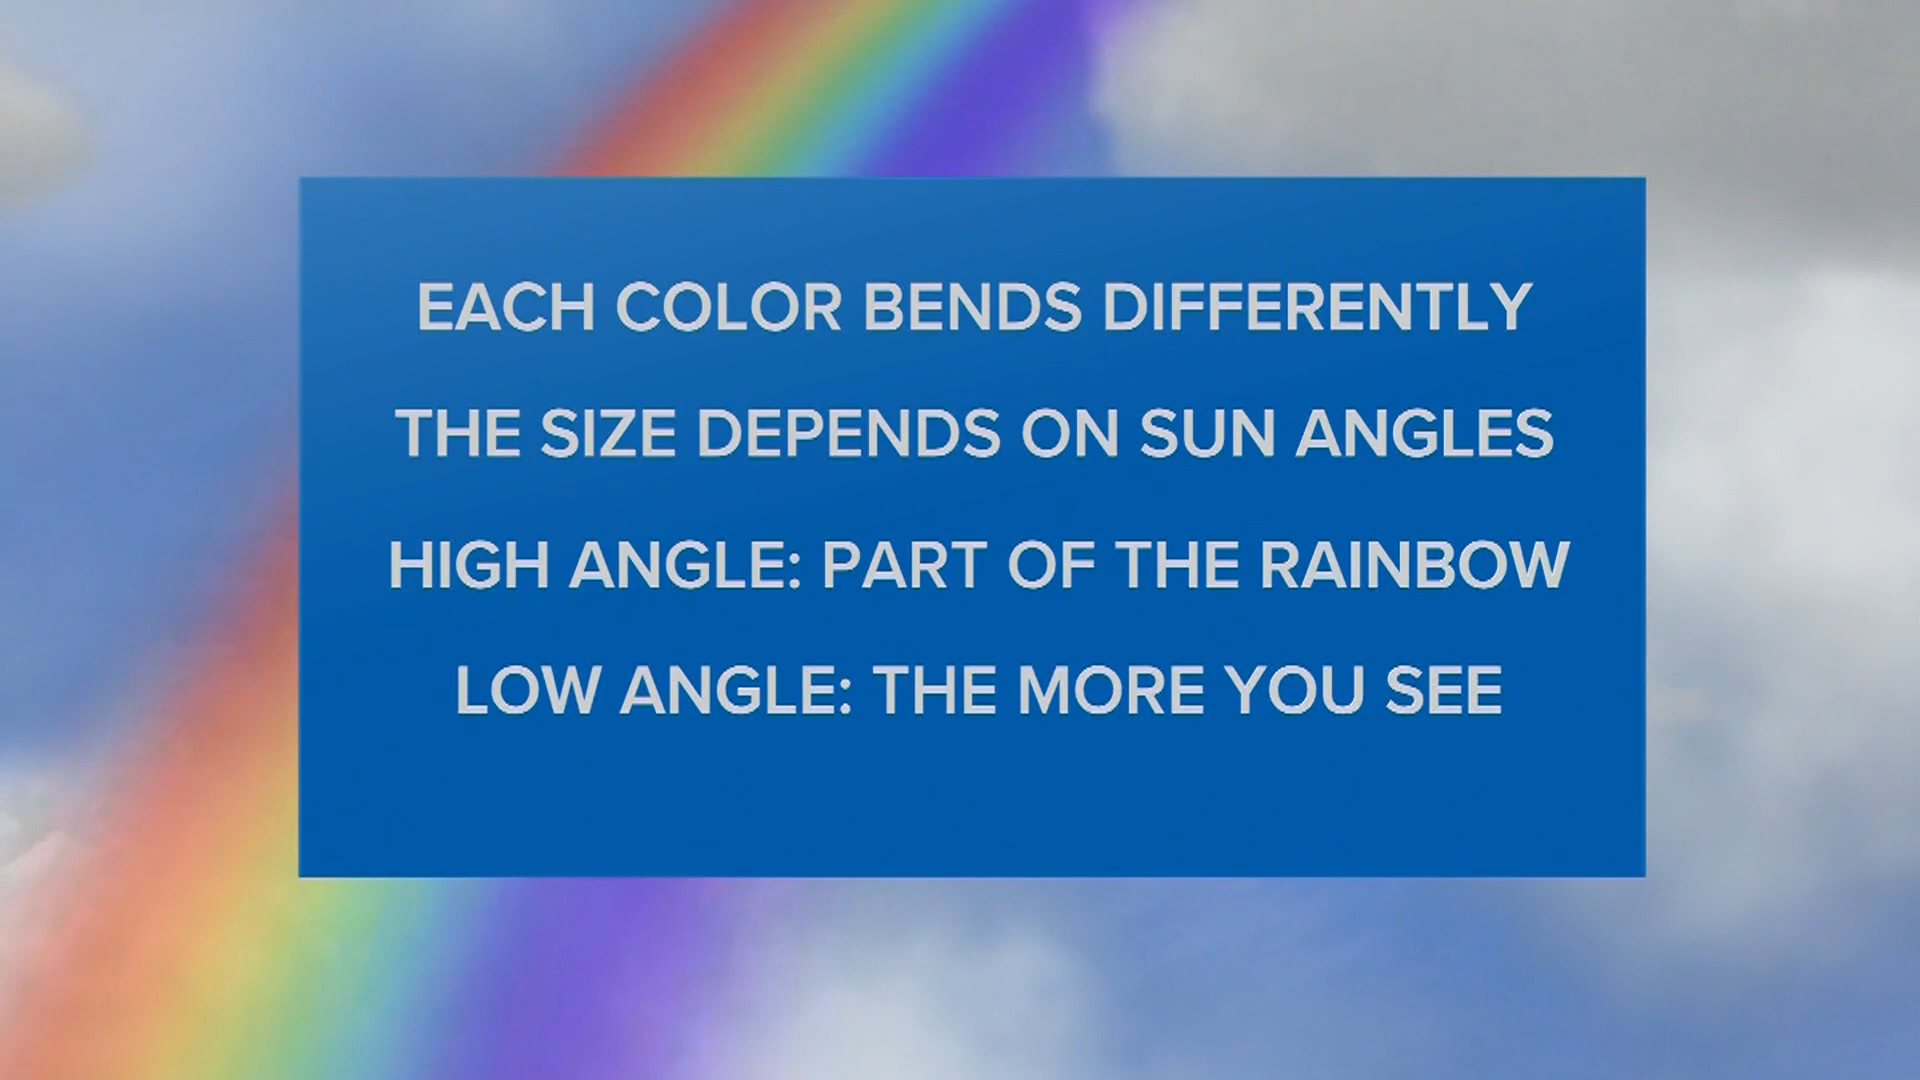 EACH COLOR BENDS DIFFERENTLY
THE SIZE DEPENDS ON SUN ANGLES
HIGH ANGLE: PART OF THE RAINBOW
LOW ANGLE: THE MORE YOU SEE